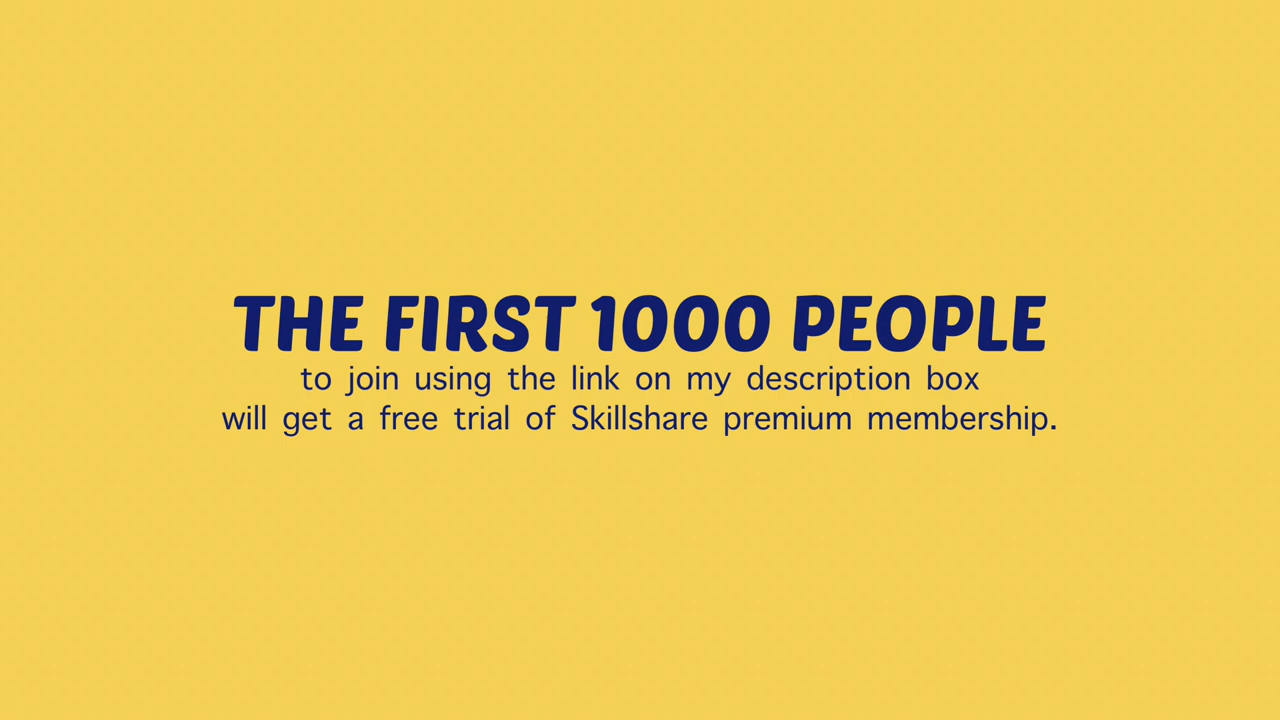 THE FIRST 1000 PEOPLE
to join using the link on my description box
will get a free trial of Skillshare premium membership.